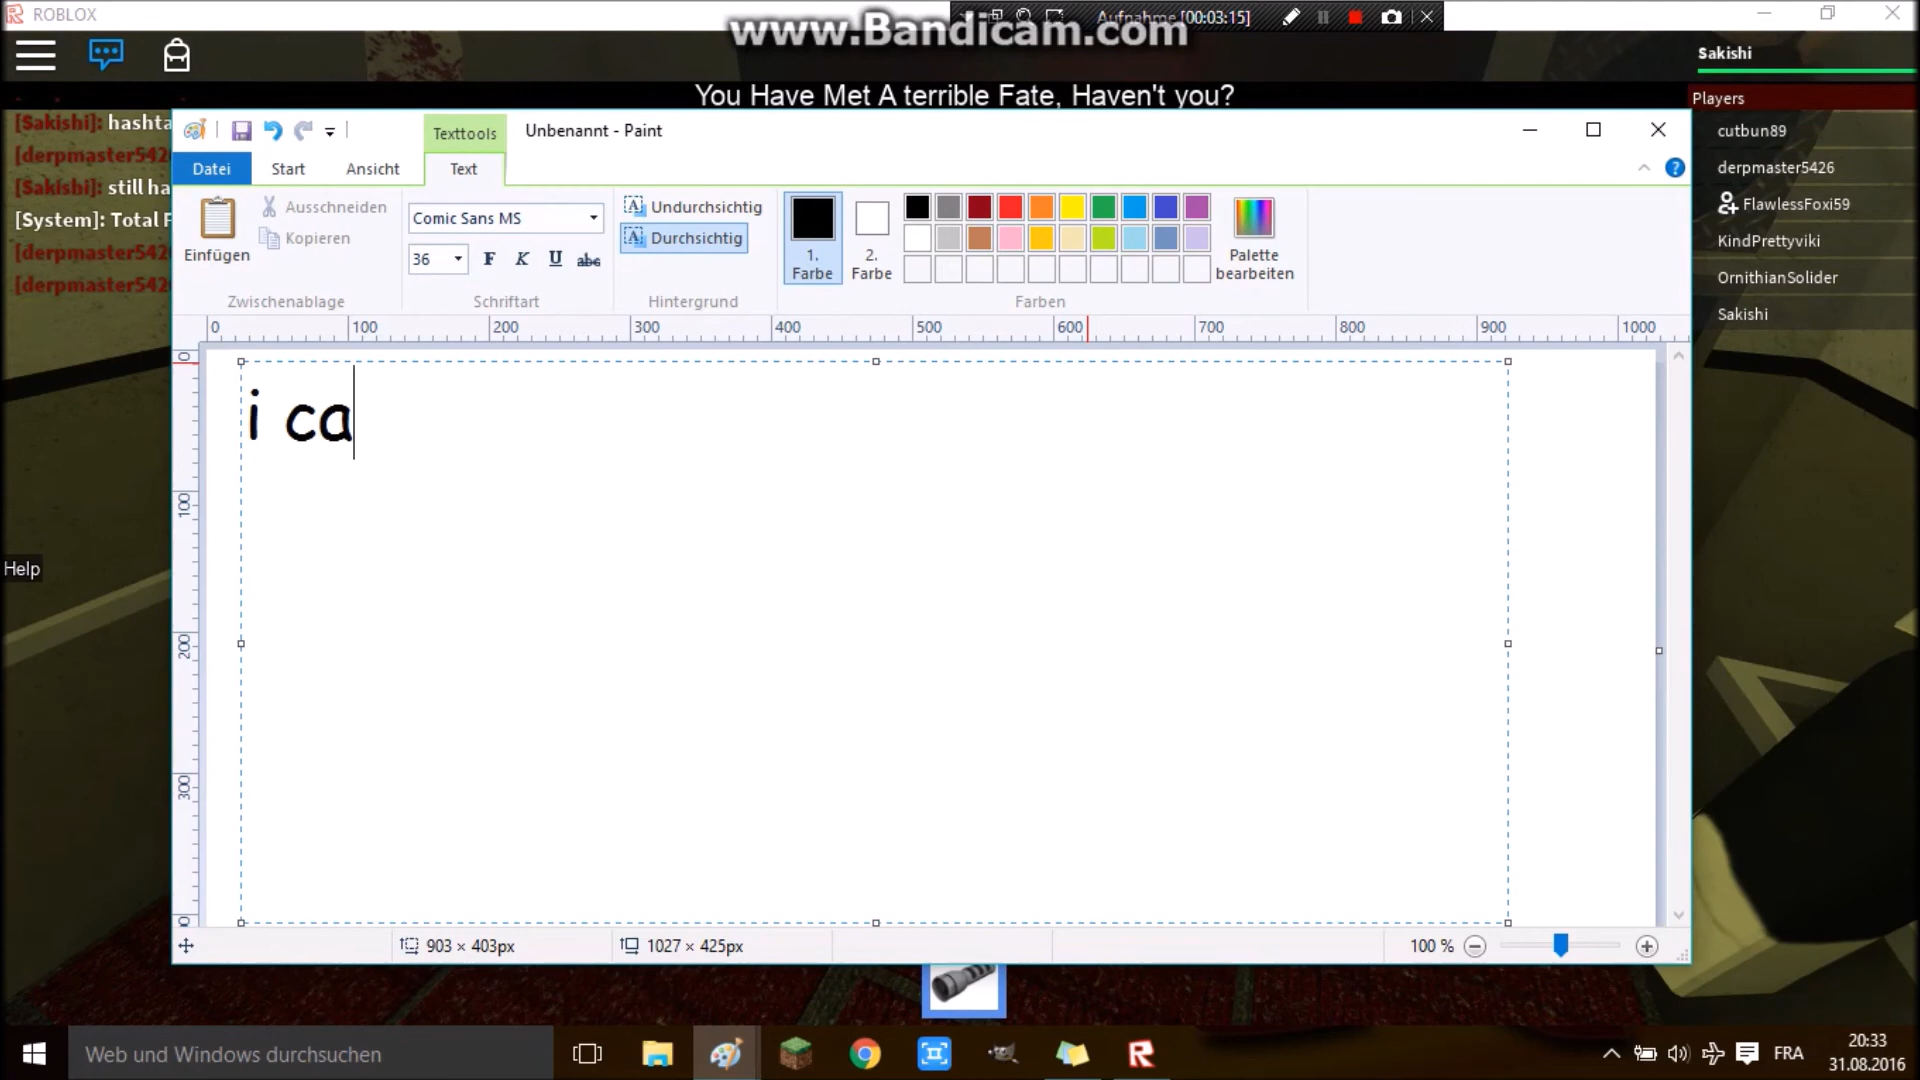 ROBLOX
Aufnahme [00:03:15]
www.Bandicam.com
Sakishi
You Have Met A terrible Fate, Haven't you?
Players
cutbun89
derpmaster5426
FlawlessFoxi59
KindPrettyviki
OrnithianSolider
Sakishi
[Sakishi]: hashta
[derpmaster542
[Sakishi]: still ha
[System]: Total
[derpmaster542
[derpmaster542
Help
Texttools
Unbenannt - Paint
Datei
Start
Ansicht
Text
Einfügen
Ausschneiden
Kopieren
Zwischenablage
Comic Sans MS
36
F K U abc
Schriftart
Undurchsichtig
Durchsichtig
Hintergrund
1.
Farbe
2.
Farbe
Palette
bearbeiten
Farben
0 100 200 300 400 500 600 700 800 900 1000
0
100
200
300
i ca
903 × 403px
1027 × 425px
100 %
Web und Windows durchsuchen
FRA
20:33
31.08.2016